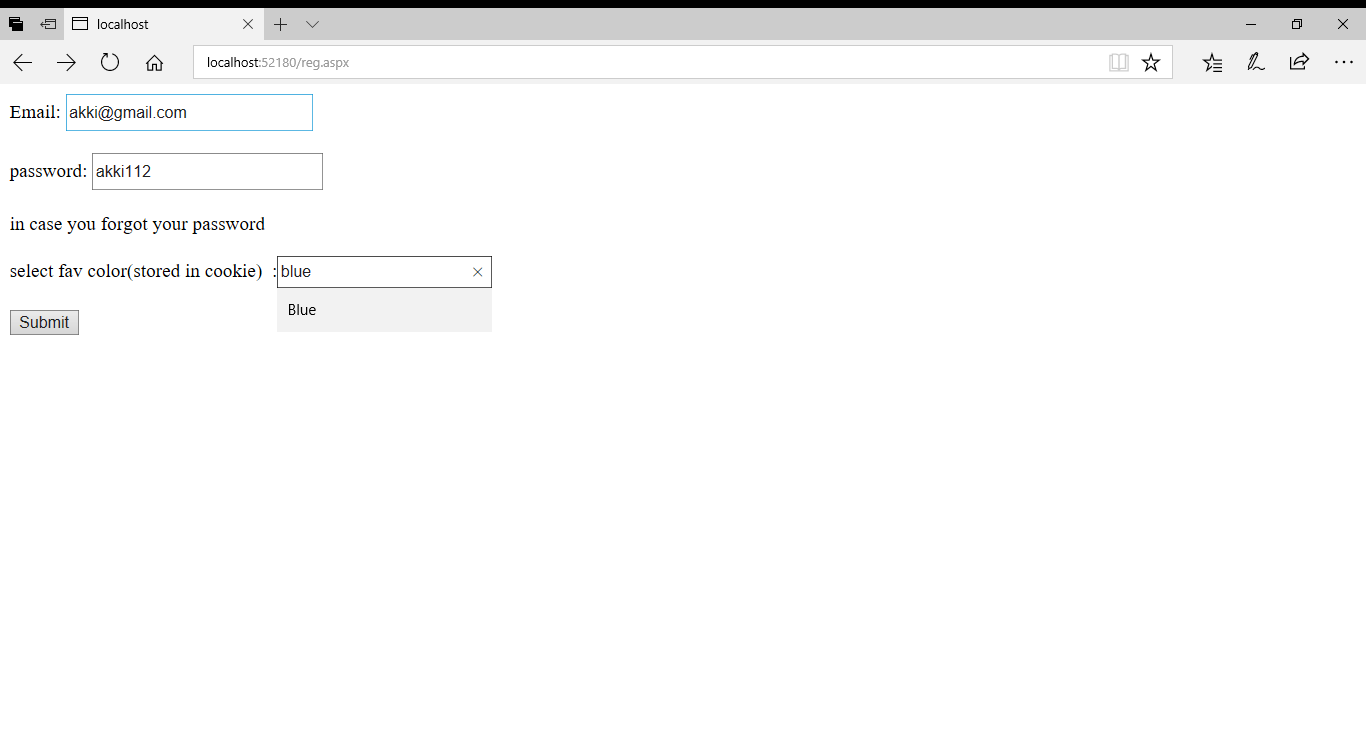 localhost
localhost:52180/reg.aspx
Email: akki@gmail.com
password: akki112
in case you forgot your password
select fav color(stored in cookie) :blue
Blue
Submit